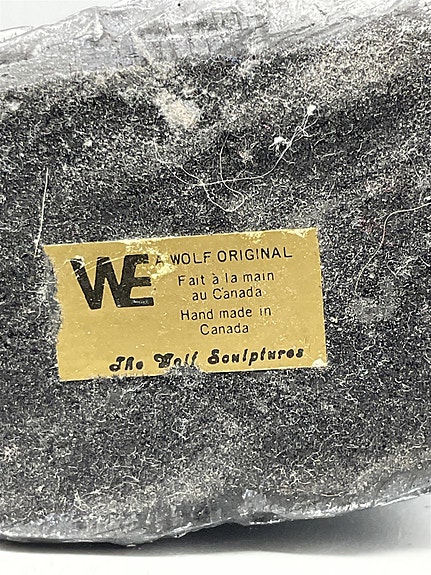 WE A WOLF ORIGINAL
Fait à la main
au Canada
Hand made in
Canada
The Wolf Sculptures